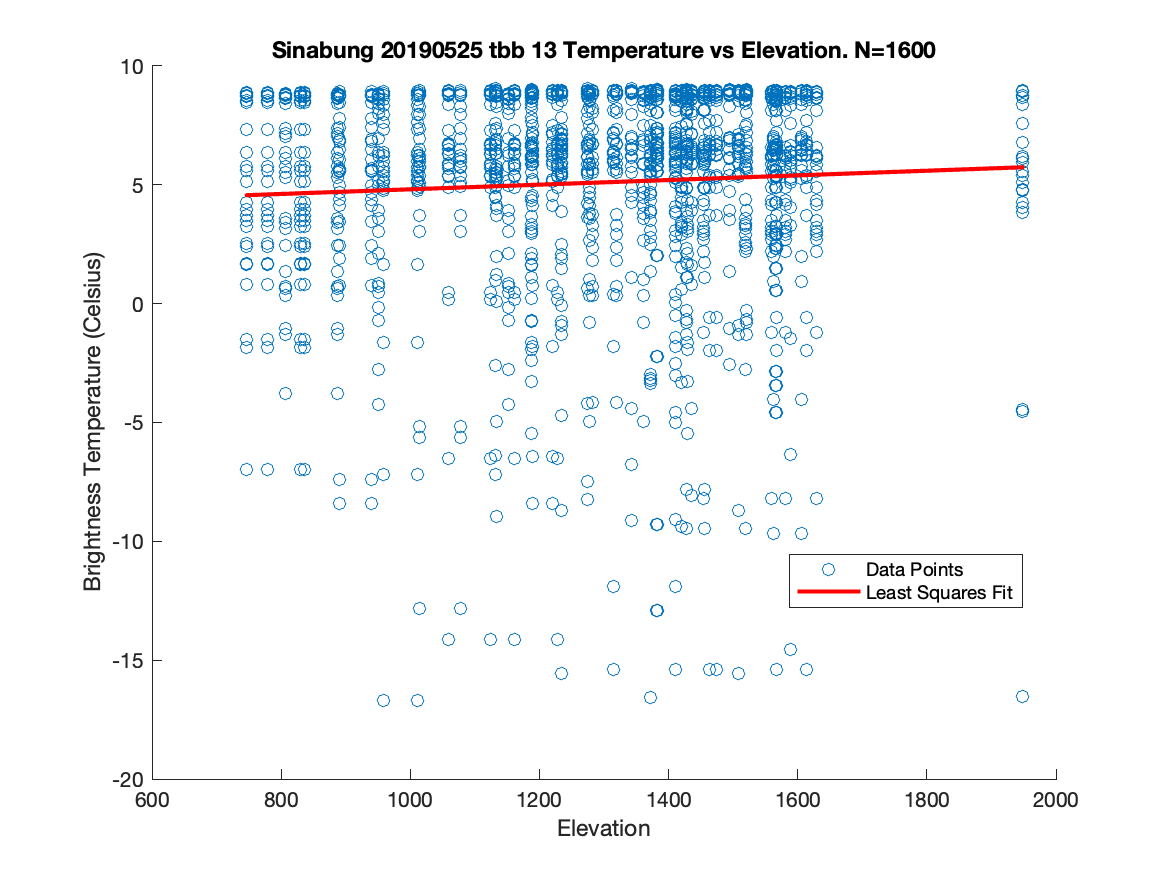 Sinabung 20190525 tbb 13 Temperature vs Elevation. N=1600
10
5
0
-5
-10
-15
-20
Brightness Temperature (Celsius)
Data Points
Least Squares Fit
600 800 1000 1200 1400 1600 1800 2000
Elevation